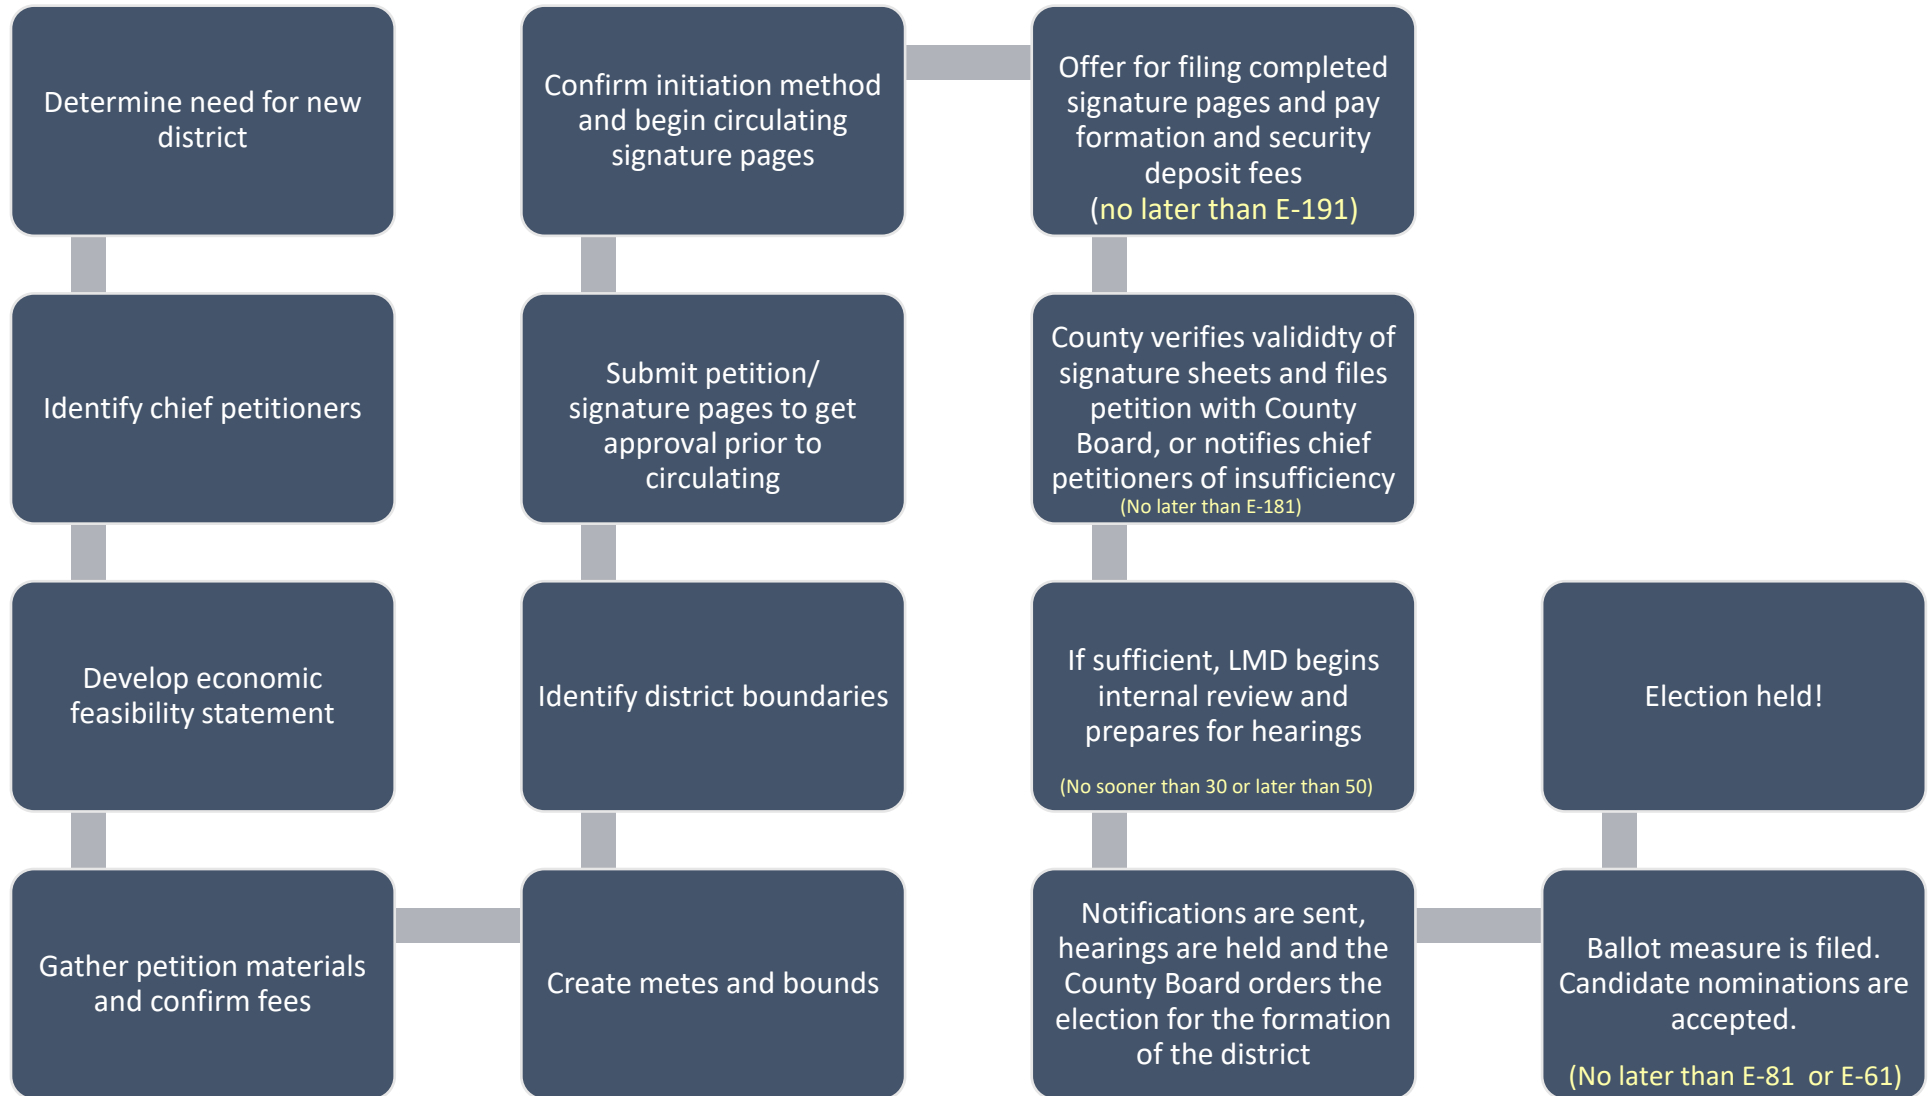 Determine need for new
district
Identify chief petitioners
Develop economic
feasibility statement
Gather petition materials
and confirm fees
Create metes and bounds
Identify district boundaries
Submit petition/
signature pages to get
approval prior to
circulating
Confirm initiation method
and begin circulating
signature pages
Offer for filing completed
signature pages and pay
formation and security
deposit fees
(no later than E-191)
County verifies valididty of
signature sheets and files
petition with County
Board, or notifies chief
petitioners of insufficiency
(No later than E-181)
If sufficient, LMD begins
internal review and
prepares for hearings
(No sooner than 30 or later than 50)
Notifications are sent,
hearings are held and the
County Board orders the
election for the formation
of the district
Ballot measure is filed.
Candidate nominations are
accepted.
(No later than E-81 or E-61)
Election held!